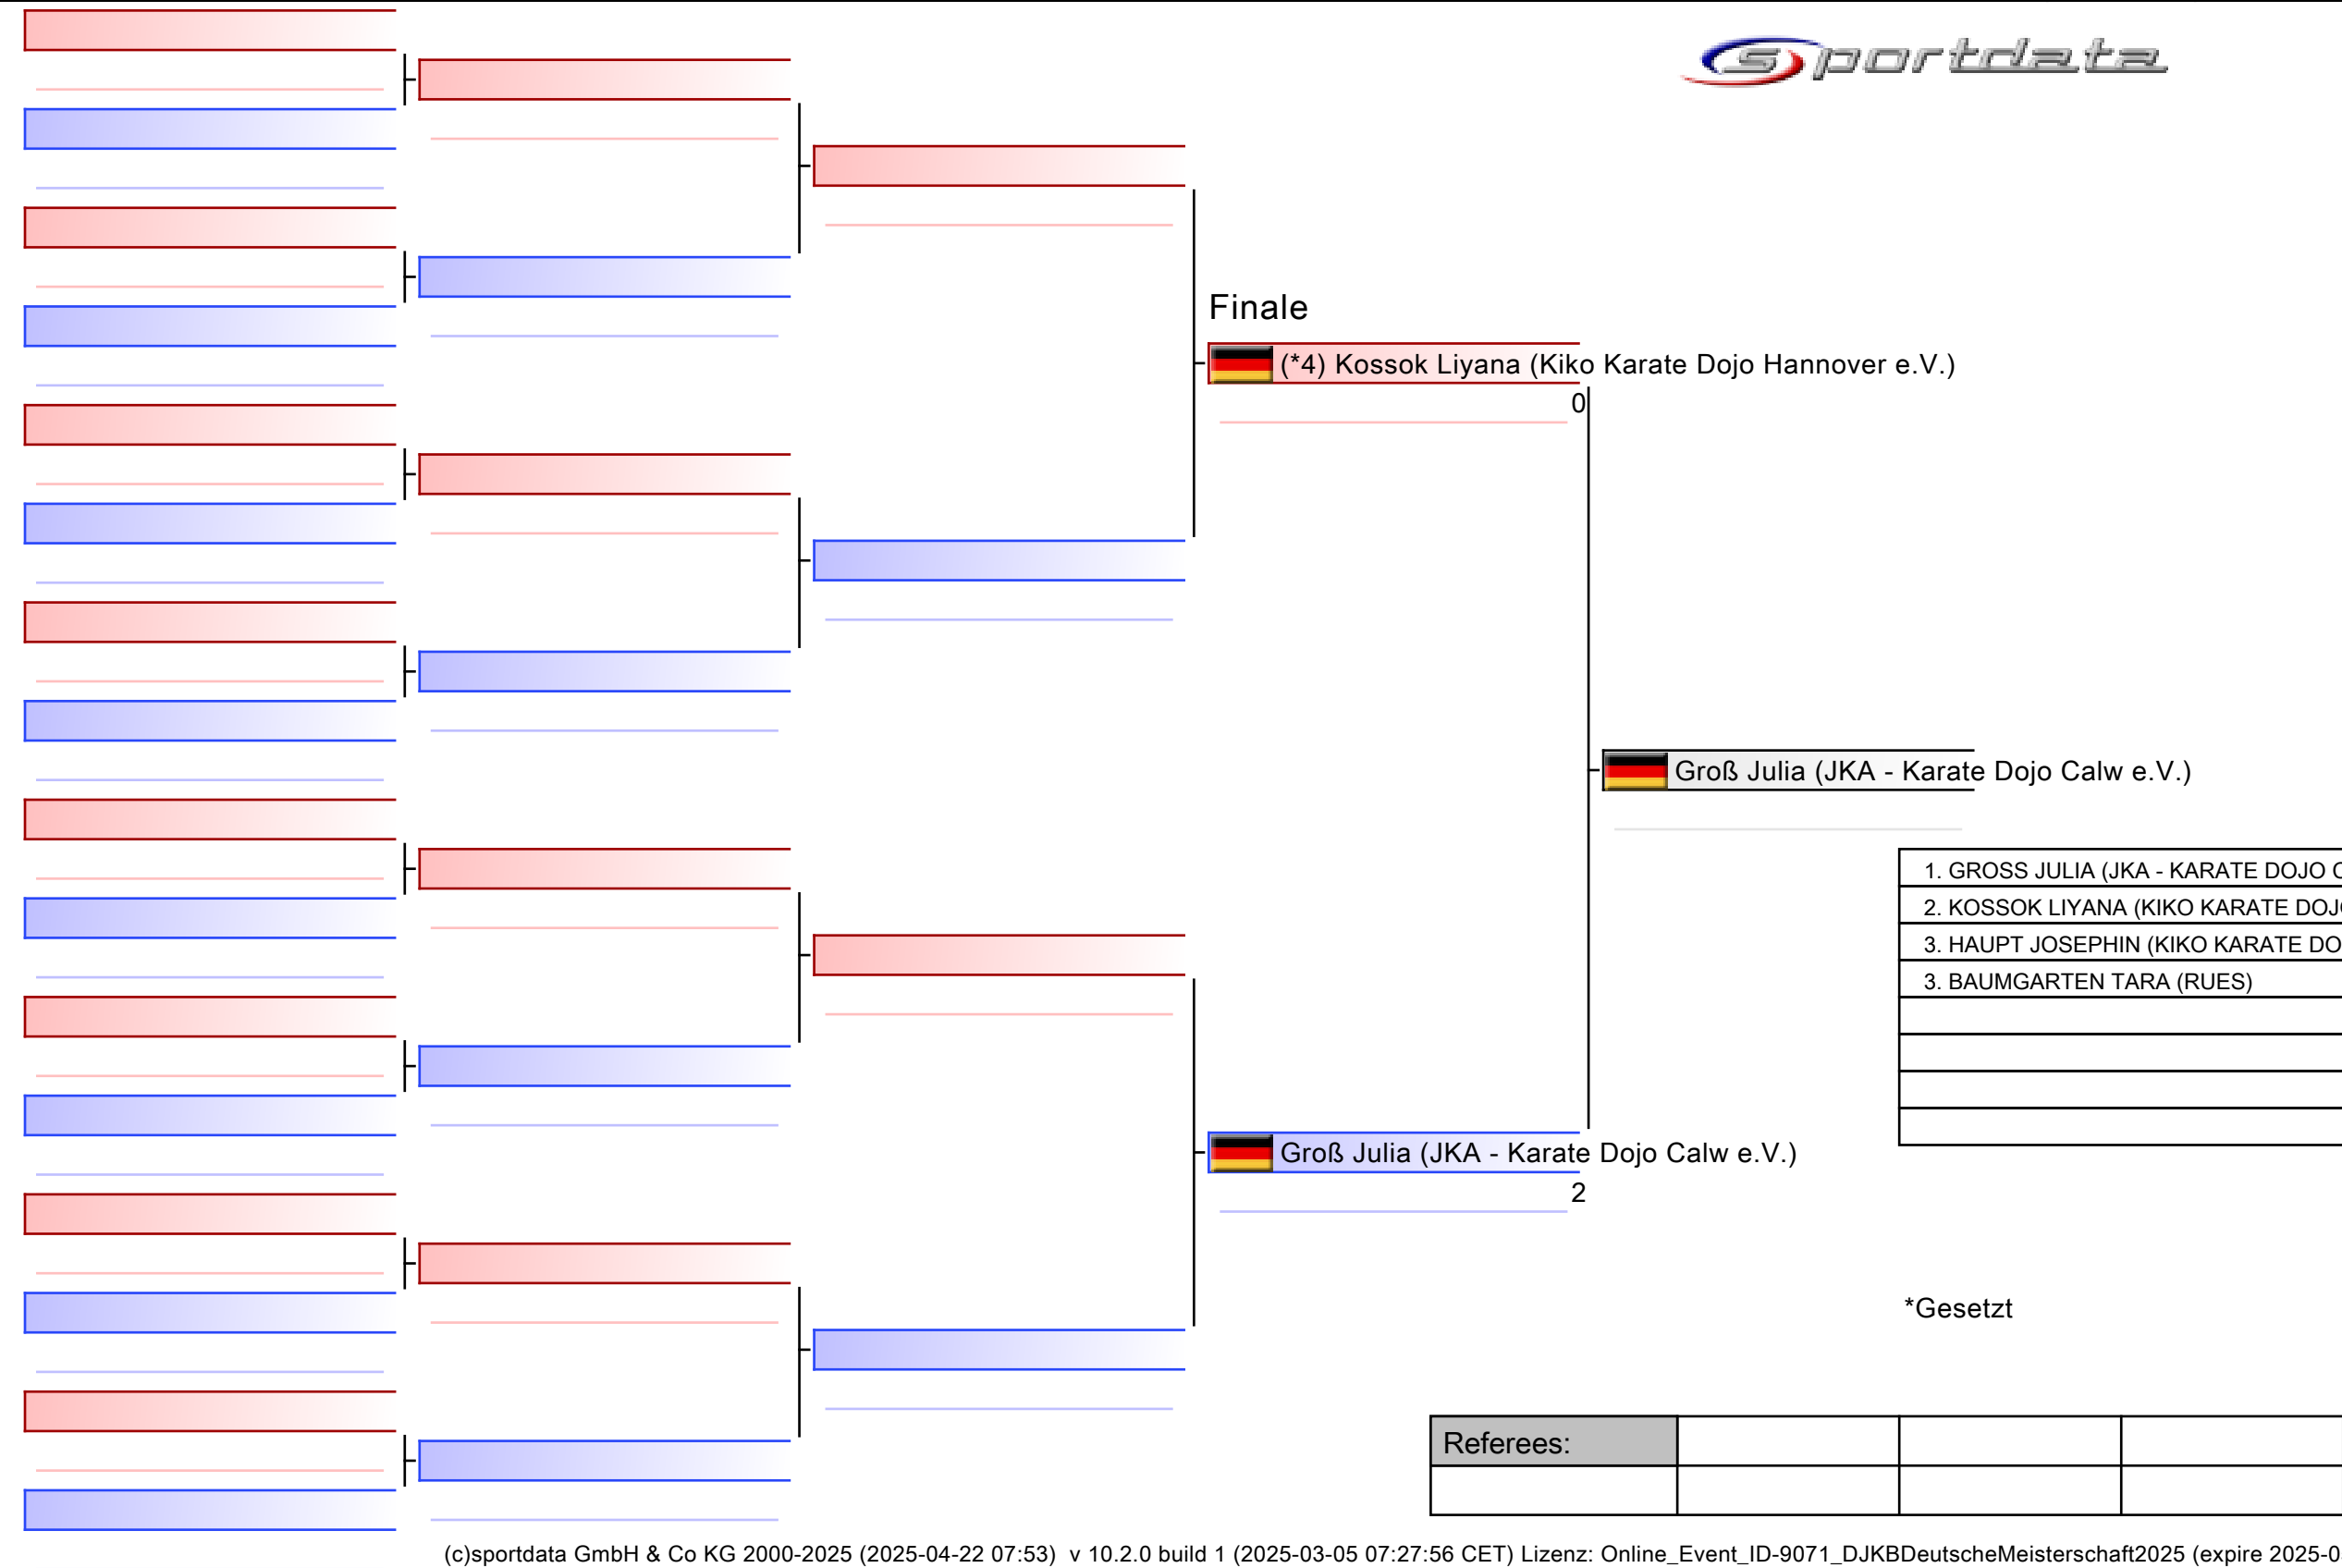 sportdata
Finale
(*4) Kossok Liyana (Kiko Karate Dojo Hannover e.V.)
0
Groß Julia (JKA - Karate Dojo Calw e.V.)
1. GROSS JULIA (JKA - KARATE DOJO
2. KOSSOK LIYANA (KIKO KARATE
3. HAUPT JOSEPHIN (KIKO KARATE
3. BAUMGARTEN TARA (RUES)
Groß Julia (JKA - Karate Dojo Calw e.V.)
2
*Gesetzt
Referees:
(c)sportdata GmbH & Co KG 2000-2025 (2025-04-22 07:53) v 10.2.0 build 1 (2025-03-05 07:27:56 CET) Lizenz: Online_Event_ID-9071_DJKBDeutscheMeisterschaft2025 (expire 2025-0